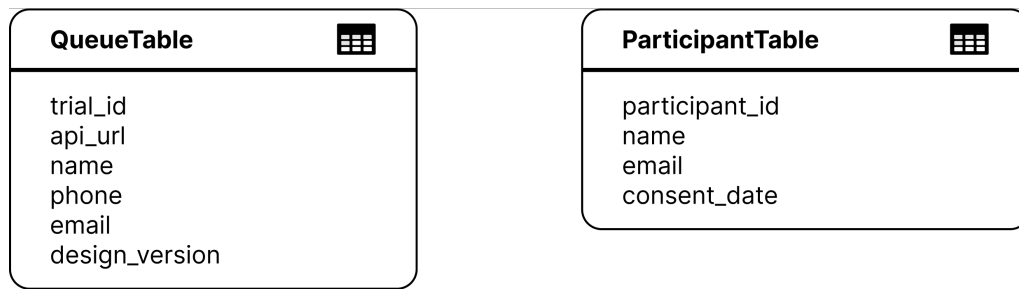 QueueTable
trial_id
api_url
name
phone
email
design_version
ParticipantTable
participant_id
name
email
consent_date